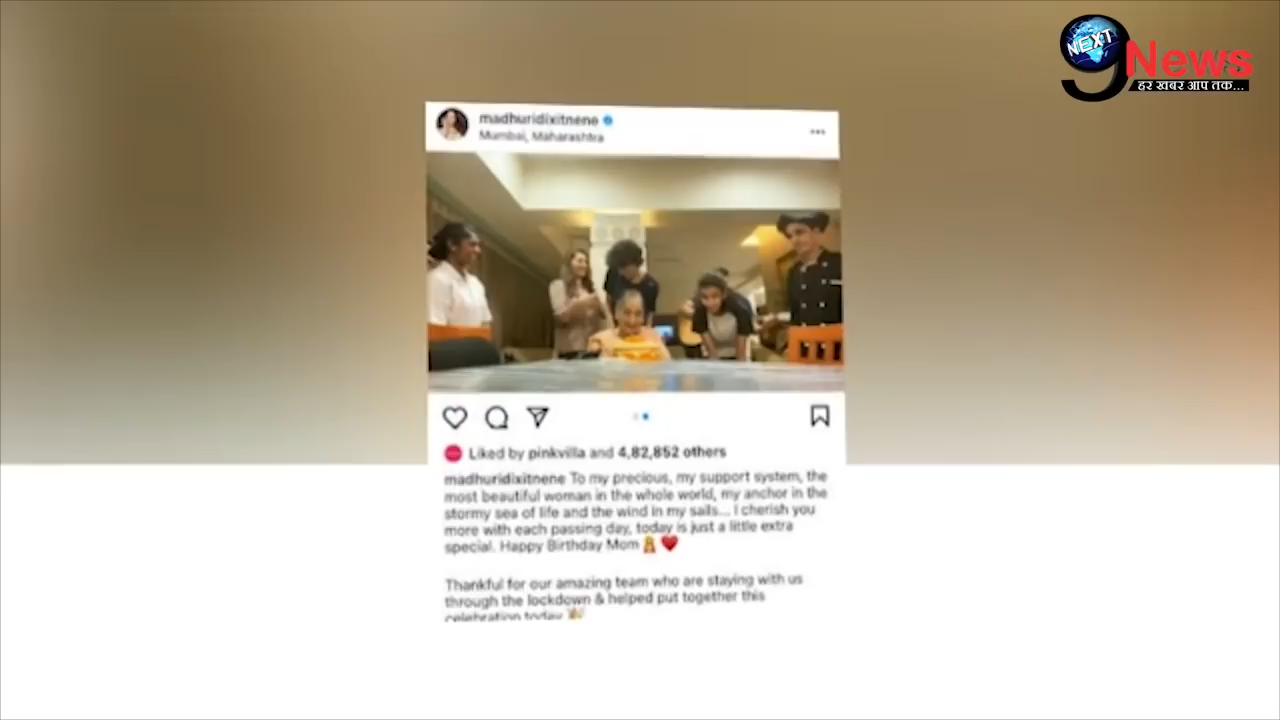 NEXT
9 News
हर खबर आप तक...
madhuridixitnene
Mumbai, Maharashtra
Liked by pinkvilla and 4,82,852 others
madhuridixitnene To my precious, my support system, the
most beautiful woman in the whole world, my anchor in the
stormy sea of life and the wind in my sails... I cherish you
more with each passing day, today is just a little extra
special. Happy Birthday Mom 👸 ❤️
Thankful for our amazing team who are staying with us
through the lockdown & helped put together this
celebration today 🎉